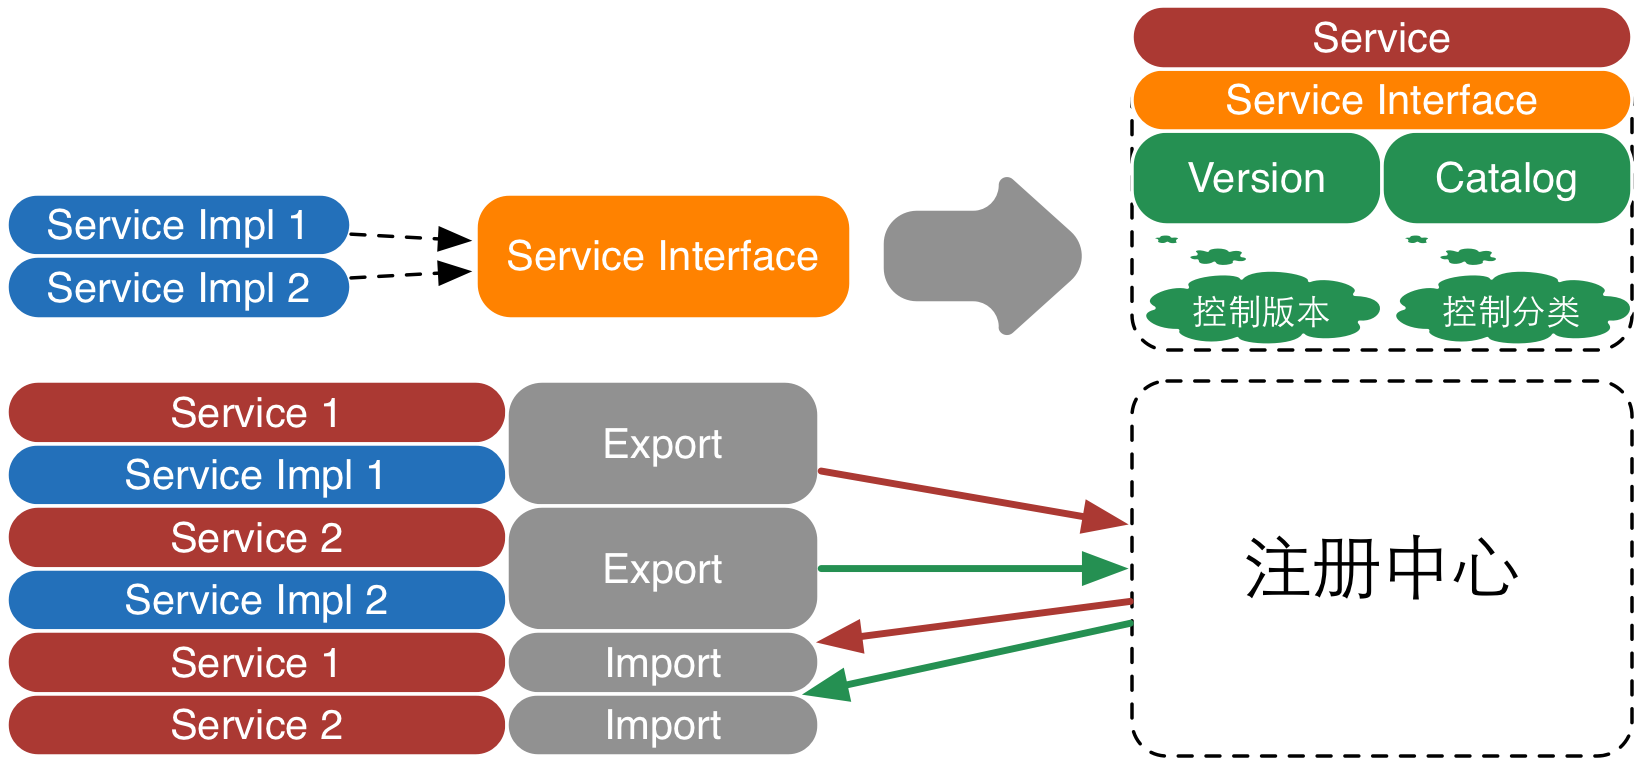 Service
Service Interface
Version
Catalog
控制版本
控制分类
Service Impl 1
Service Impl 2
Service Interface
Service 1
Service Impl 1
Export
Service 2
Service Impl 2
Export
Service 1
Import
Service 2
Import
注册中心